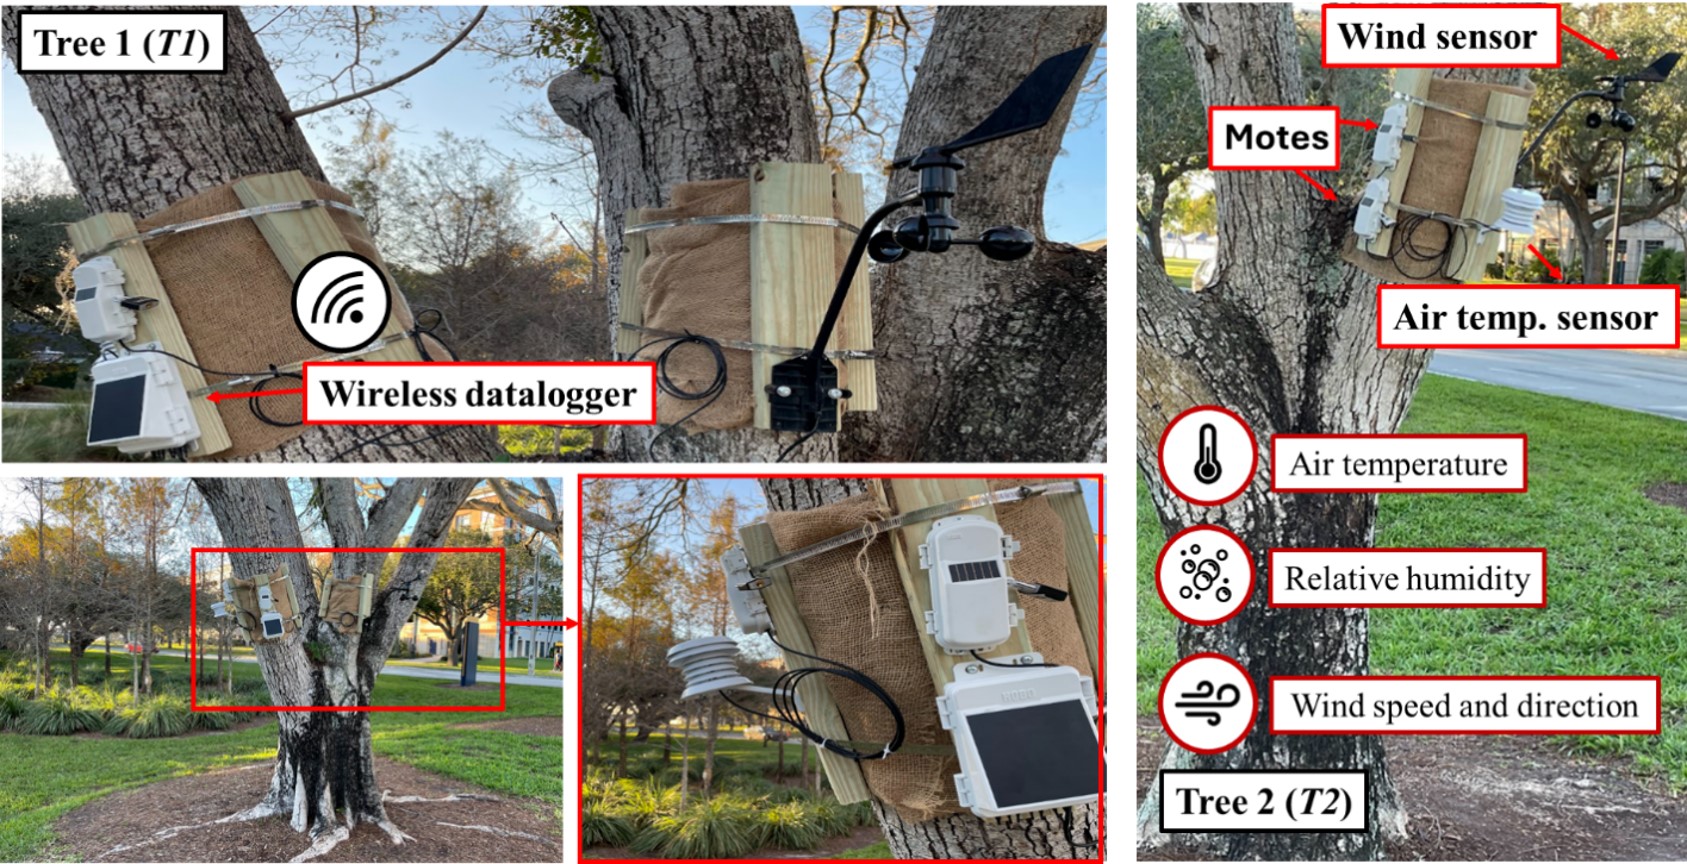 Tree 1 (T1)
Wireless datalogger
HOBO
Wind sensor
Motes
Air temp. sensor
Air temperature
Relative humidity
Wind speed and direction
Tree 2 (T2)